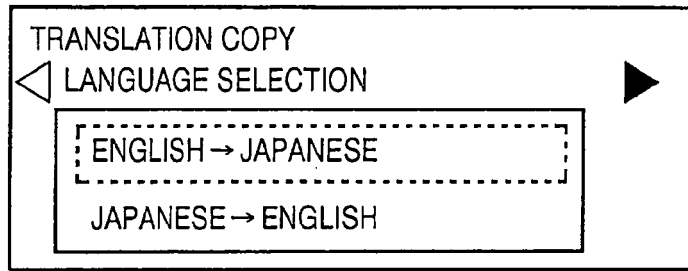 TRANSLATION COPY
LANGUAGE SELECTION
ENGLISH → JAPANESE
JAPANESE → ENGLISH